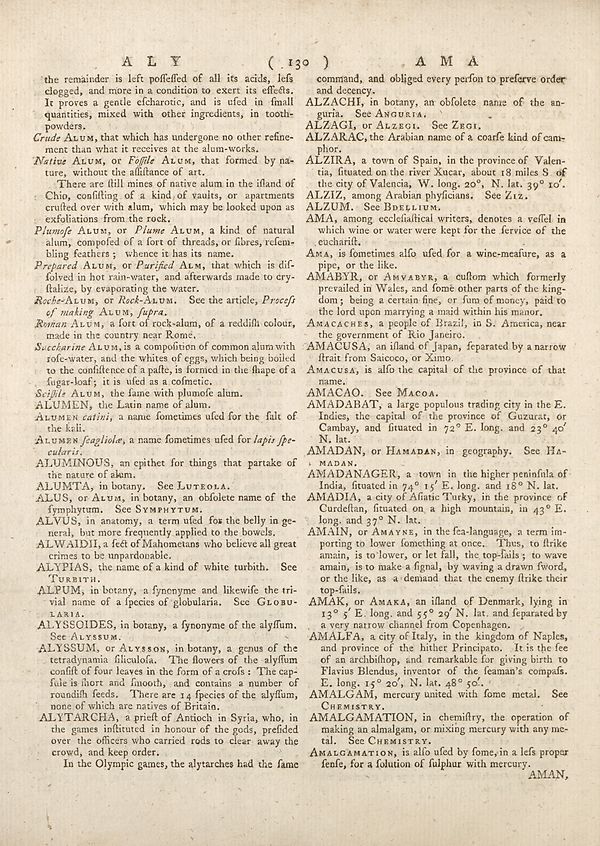 A L Y ( 130 ) A M A
the remainder is left poſſeſſed of all its acids, leſs
clogged, and more in a condition to exert its effects.
It proves a gentle eſcharotic, and is uſed in ſmall
quantities, mixed with other ingredients, in tooth-
powders.
Crude ALUM, that which has undergone no other refine-
ment than what it receives at the alum-works.
Native ALUM, or Foſſile ALUM, that formed by na-
ture, without the aſſiſtance of art.
There are ſtill mines of native alum in the iſland of
Chio, conſiſting of a kind of vaults, or apartments
cruſted over with alum, which may be looked upon as
exfoliations from the rock.
Plumoſe ALUM, or Plume ALUM, a kind of natural
alum, compoſed of a ſort of threads, or fibres, reſem-
bling feathers ; whence it has its name.
Prepared ALUM, or Purified ALM, that which is diſ-
ſolved in hot rain-water, and afterwards made to cry-
ſtalize, by evaporating the water.
Roche-ALUM, or Rock-ALUM. See the article, Proceſs
of making ALUM, ſupra.
Roman ALUM, a ſort of rock-alum, of a reddiſh colour,
made in the country near Rome.
Saccharine ALUM, is a compoſition of common alum with
roſe-water, and the whites of eggs, which being boiled
to the conſiſtence of a paſte, is formed in the ſhape of a
ſugar-loaf ; it is uſed as a coſmetic.
Sciſſile ALUM, the ſame with plumoſe alum.
ALUMEN, the Latin name of alum.
ALUMEN catini, a name ſometimes uſed for the ſalt of
the kali.
ALUMEN ſcagliolæ, a name ſometimes uſed for lapis ſpe-
cularis.
ALUMINOUS, an epithet for things that partake of
the nature of alum.
ALUMTA, in botany. See LUTEOLA.
ALUS, or ALUM, in botany, an obſolete name of the
ſymphytum. See SYMPHYTUM.
ALVUS, in anatomy, a term uſed for the belly in ge-
neral, but more frequently applied to the bowels.
ALWAIDII, a ſect of Mahometans who believe all great
crimes to be unpardonable.
ALYPIAS, the name of a kind of white turbith. See
TURBITH.
ALPUM, in botany, a ſynonyme and likewiſe the tri-
vial name of a ſpecies of globularia. See GLOBU-
LARIA.
ALYSSOIDES, in botany, a ſynonyme of the alyſſum.
See ALYSSUM.
ALYSSUM, or ALYSSON, in botany, a genus of the
tetradynamia ſiliculoſa. The flowers of the alyſſum
conſiſt of four leaves in the form of a croſs : The cap-
ſule is ſhort and ſmooth, and contains a number of
roundiſh ſeeds. There are 14 ſpecies of the alyſſum,
none of which are natives of Britain.
ALYTARCHA, a prieſt of Antioch in Syria, who, in
the games inſtituted in honour of the gods, preſided
over the officers who carried rods to clear away the
crowd, and keep order.
In the Olympic games, the alytarches had the ſame
command, and obliged every perſon to preſerve order
and decency.
ALZACHI, in botany, an obſolete name of the an-
guria. See ANGURIA.
ALZAGI, or ALZEGI. See ZEGI.
ALZARAC, the Arabian name of a coarſe kind of cam-
phor.
ALZIRA, a town of Spain, in the province of Valen-
tia, ſituated on the river Xucar, about 18 miles S of
the city of Valencia, W. long. 20°, N. lat. 39° 10′.
ALZIZ, among Arabian phyſicians. See ZIZ.
ALZUM. See BDELLIUM.
AMA, among eccleſiaſtical writers, denotes a veſſel in
which wine or water were kept for the ſervice of the
euchariſt.
AMA, is ſometimes alſo uſed for a wine-meaſure, as a
pipe, or the like.
AMABYR, or AMVABYR, a cuſtom which formerly
prevailed in Wales, and ſome other parts of the king-
dom ; being a certain fine, or ſum of money, paid to
the lord upon marrying a maid within his manor.
AMACACHES, a people of Brazil, in S. America, near
the government of Rio Janeiro.
AMACUSA, an iſland of Japan, ſeparated by a narrow
ſtrait from Saicoco, or Ximo.
AMACUSA, is alſo the capital of the province of that
name.
AMACAO. See MACOA.
AMADABAT, a large populous trading city in the E.
Indies, the capital of the province of Guzurat, or
Cambay, and ſituated in 72° E. long. and 23° 40′
N. lat.
AMADAN, or HAMADAN, in geography. See HA-
MADAN.
AMADANAGER, a town in the higher peninſula of
India, ſituated in 74° 15′ E. long. and 18° N. lat.
AMADIA, a city of Aſiatic Turky, in the province of
Curdeſtan, ſituated on a high mountain, in 43° E.
long. and 37° N. lat.
AMAIN, or AMAYNE, in the ſea-language, a term im-
porting to lower ſomething at once. Thus, to ſtrike
amain, is to lower, or let fall, the top-ſails ; to wave
amain, is to make a ſignal, by waving a drawn ſword,
or the like, as a demand that the enemy ſtrike their
top-ſails.
AMAK, or AMAKA, an iſland of Denmark, lying in
13° 5′ E. long. and 55° 29′ N. lat. and ſeparated by
a very narrow channel from Copenhagen.
AMALFA, a city of Italy, in the kingdom of Naples,
and province of the hither Principato. It is the ſee
of an archbiſhop, and remarkable for giving birth to
Flavius Blendus, inventor of the ſeaman's compaſs.
E. long. 15° 20′, N. lat. 48° 50′.
AMALGAM, mercury united with ſome metal. See
CHEMISTRY.
AMALGAMATION, in chemiſtry, the operation of
making an almalgam, or mixing mercury with any me-
tal. See CHEMISTRY.
AMALGAMATION, is alſo uſed by ſome, in a leſs proper
ſenſe, for a ſolution of ſulphur with mercury.
AMAN,